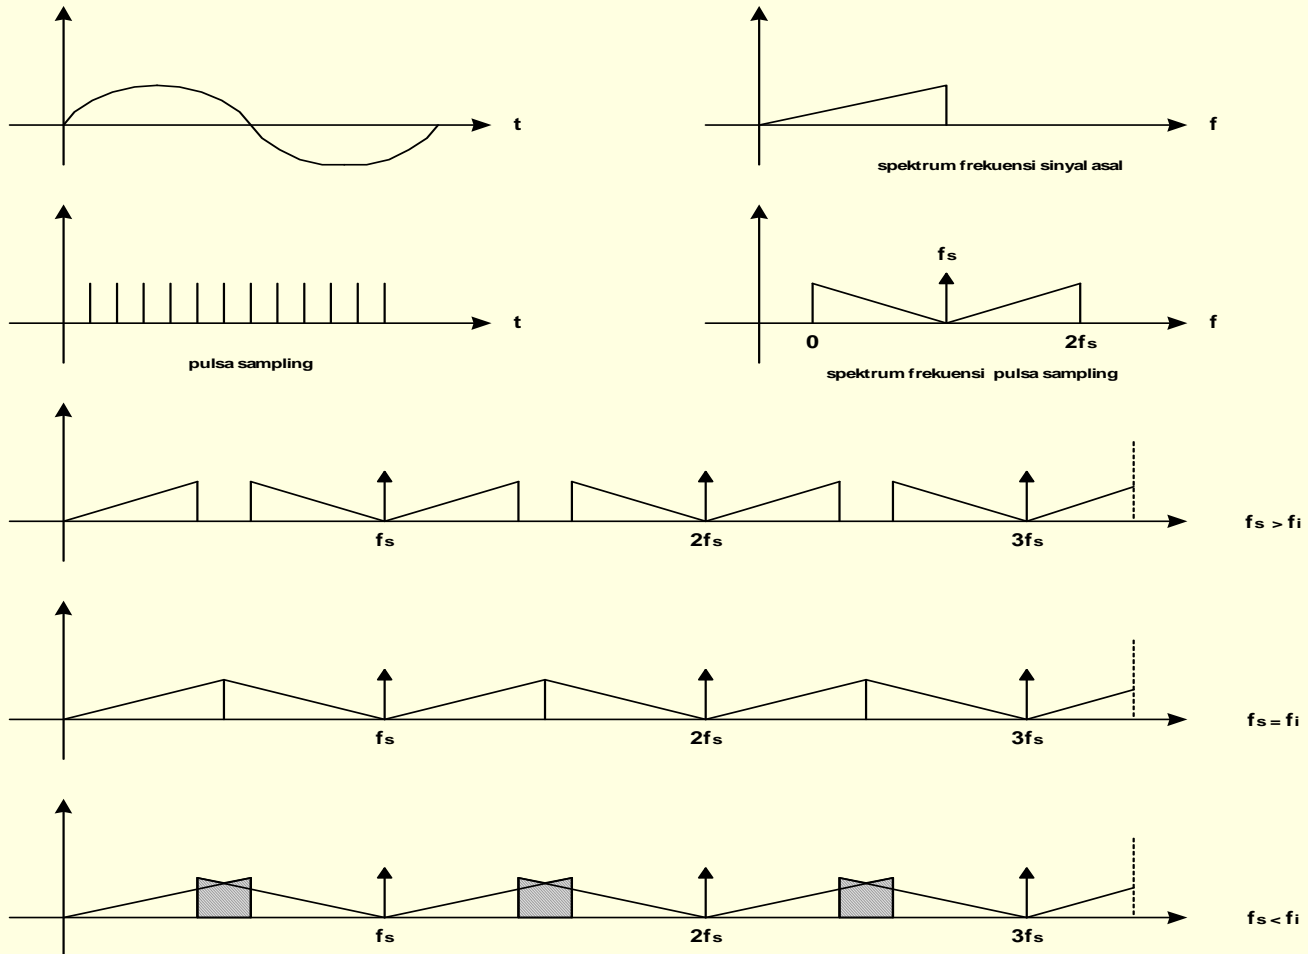 t
f
spektrum frekuensi sinyal asal
fs
t
f
0
2fs
pulsa sampling
spektrum frekuensi pulsa sampling
fs
2fs
3fs
fs > fi
fs
2fs
3fs
fs = fi
fs
2fs
3fs
fs < fi